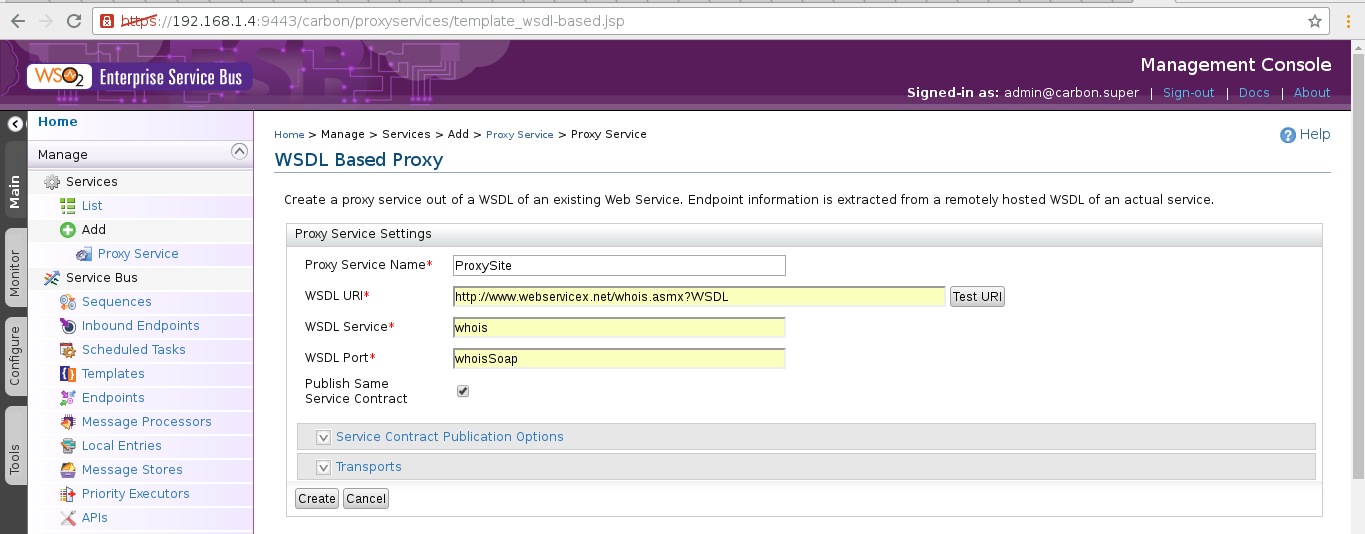 https://192.168.1.4:9443/carbon/proxyservices/template_wsdl-based.jsp
WSO2 Enterprise Service Bus
Management Console
Signed-in as: admin@carbon.super | Sign-out | Docs | About
Main
Monitor
Configure
Tools
Home
Manage
Services
List
Add
Proxy Service
Service Bus
Sequences
Inbound Endpoints
Scheduled Tasks
Templates
Endpoints
Message Processors
Local Entries
Message Stores
Priority Executors
APIs
Home > Manage > Services > Add > Proxy Service > Proxy Service
Help
WSDL Based Proxy
Create a proxy service out of a WSDL of an existing Web Service. Endpoint information is extracted from a remotely hosted WSDL of an actual service.
Proxy Service Settings
Proxy Service Name* ProxySite
WSDL URI* http://www.webservicex.net/whois.asmx?WSDL Test URI
WSDL Service* whois
WSDL Port* whoisSoap
Publish Same
Service Contract
Service Contract Publication Options
Transports
Create Cancel